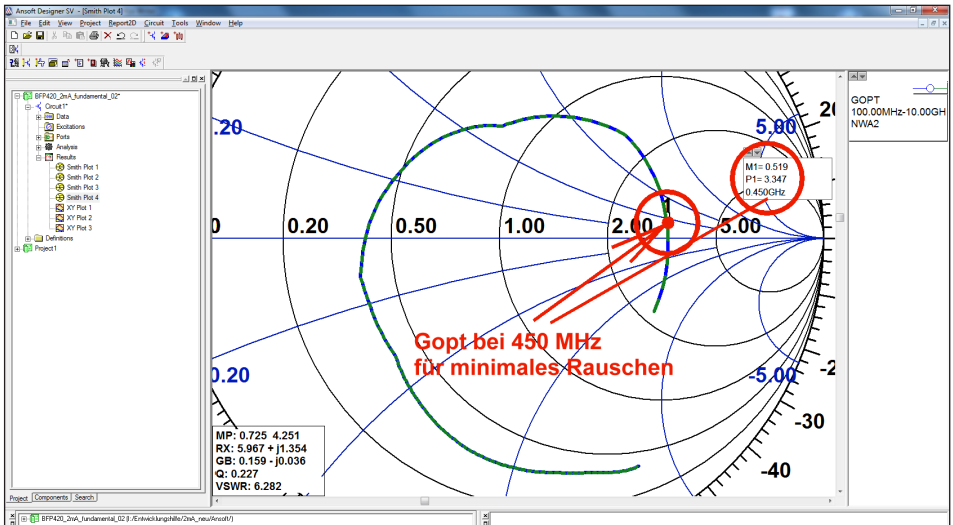 Ansoft Designer SV - [Smith Plot 4]
File Edit View Project Report2D Circuit Tools Window Help
BFP420_2mA_fundamental_02*
Circuit1*
Data
Excitations
Ports
Analysis
Results
Smith Plot 1
Smith Plot 2
Smith Plot 3
Smith Plot 4
XY Plot 1
XY Plot 2
XY Plot 3
Definitions
Project1
Project Components Search
GOPT
100.00MHz-10.00GH
NWA2
.20
5.00
20
M1= 0.519
P1= 3.347
0.450GHz
1
0 0.20 0.50 1.00 2.00 5.00
Gopt bei 450 MHz
für minimales Rauschen
0.20
-5.00
-2
-30
-40
MP: 0.725 4.251
RX: 5.967 + j1.354
GB: 0.159 - j0.036
Q: 0.227
VSWR: 6.282
BFP420_2mA_fundamental_02 (I:/Entwicklungshilfe/2mA_neu/Ansoft/)